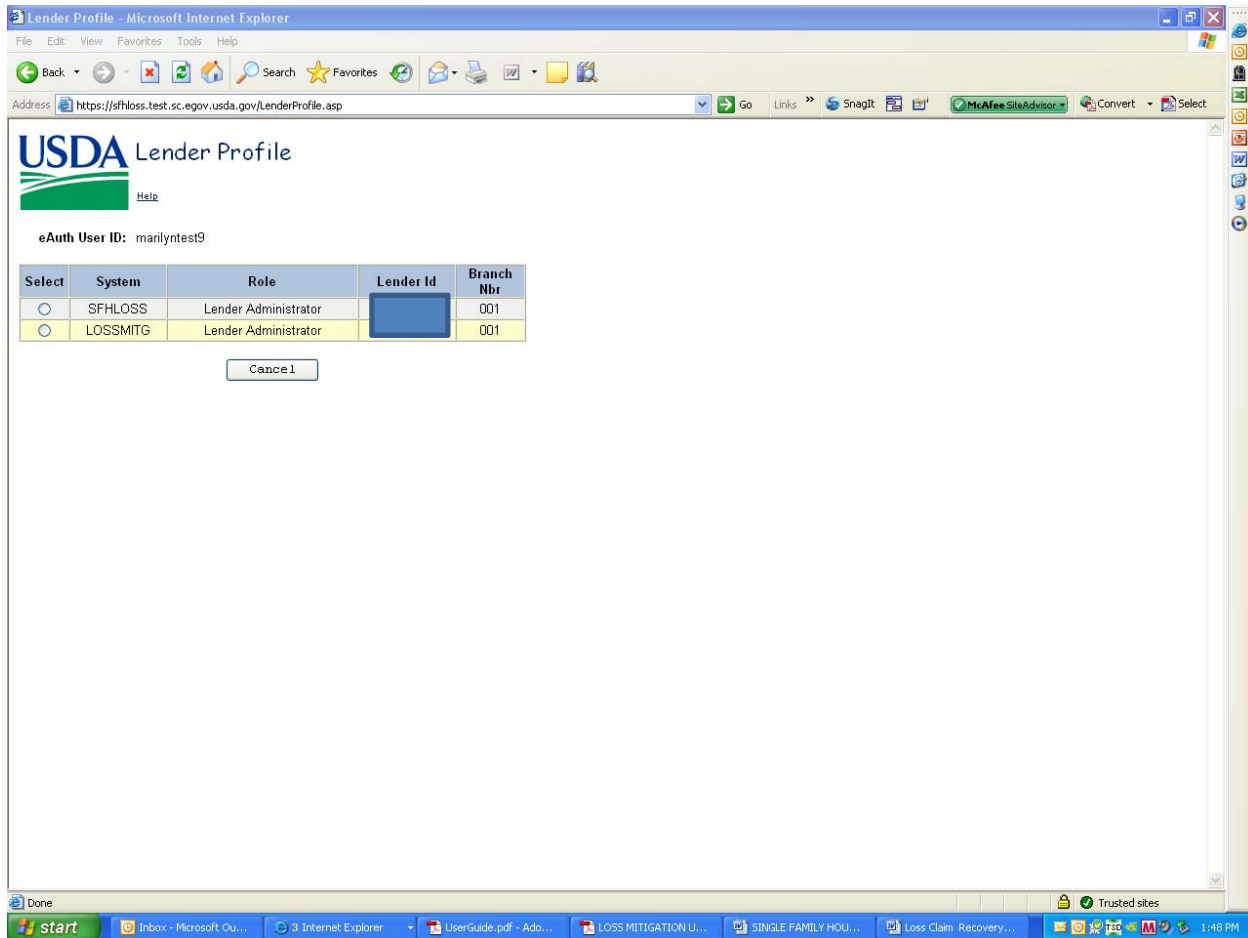 Lender Profile - Microsoft Internet Explorer
File Edit View Favorites Tools Help
Back Search Favorites
Address https://sfhloss.test.sc.egov.usda.gov/LenderProfile.asp Go Links » SnagIt McAfee SiteAdvisor Convert Select
USDA Lender Profile
Help
eAuth User ID: marilyntest9
Select System Role Lender Id Branch Nbr
SFHLOSS Lender Administrator 001
LOSSMITG Lender Administrator 001
Cancel
Done Trusted sites
start Inbox - Microsoft Ou... 3 Internet Explorer UserGuide.pdf - Ado... LOSS MITIGATION U... SINGLE FAMILY HOU... Loss Claim Recovery... 1:48 PM